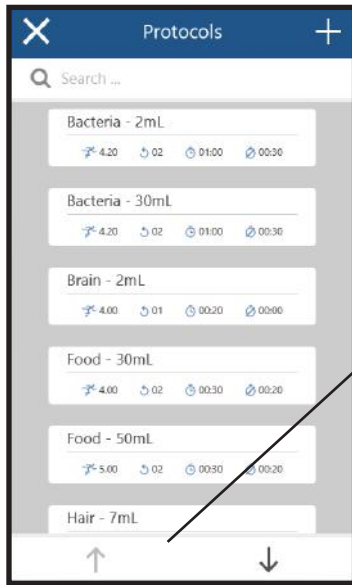 Protocols
Search ...
Bacteria - 2mL
4.20 02 01:00 00:30
Bacteria - 30mL
4.20 02 01:00 00:30
Brain - 2mL
4.00 01 00:20 00:00
Food - 30mL
4.00 02 00:30 00:20
Food - 50mL
5.00 02 00:30 00:20
Hair - 7mL